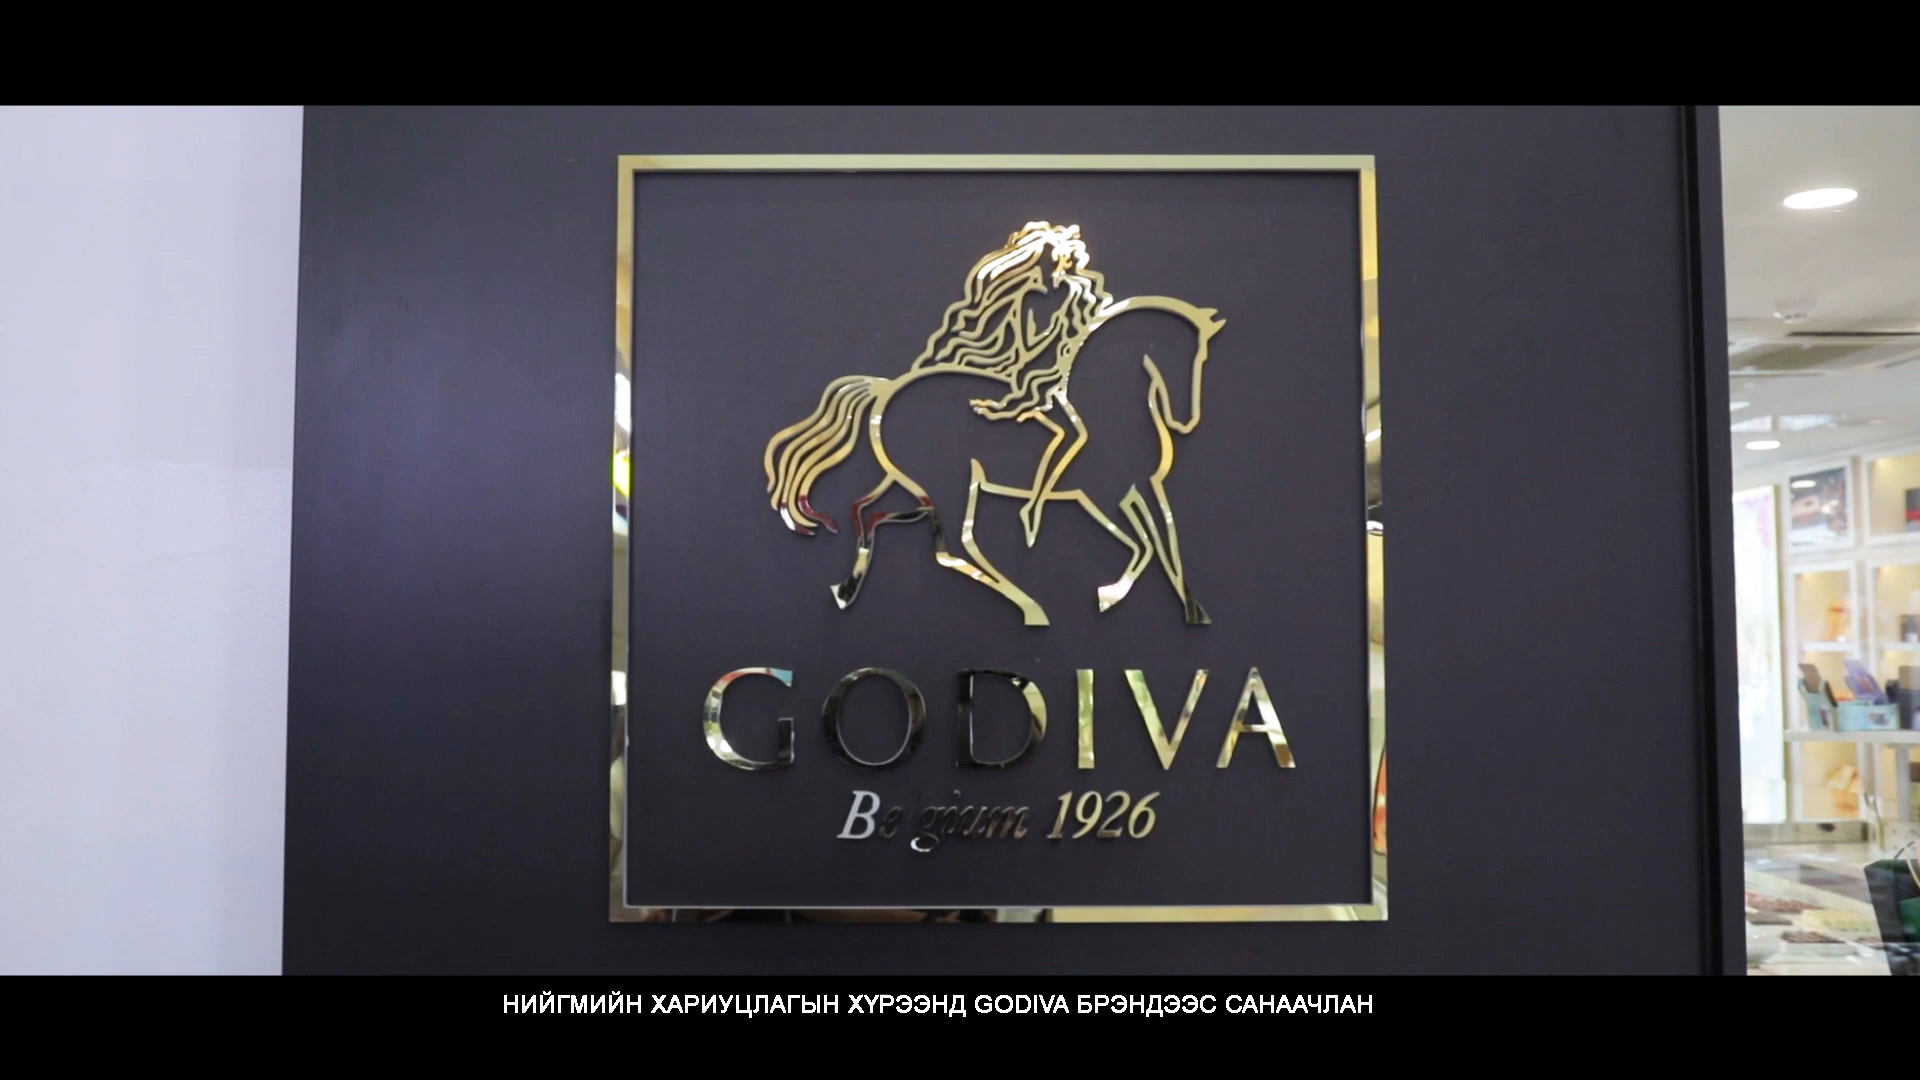 GODIVA
Belgium 1926
НИЙГМИЙН ХАРИУЦЛАГЫН ХҮРЭЭНД GODIVA БРЭНДЭЭС САНААЧЛАН